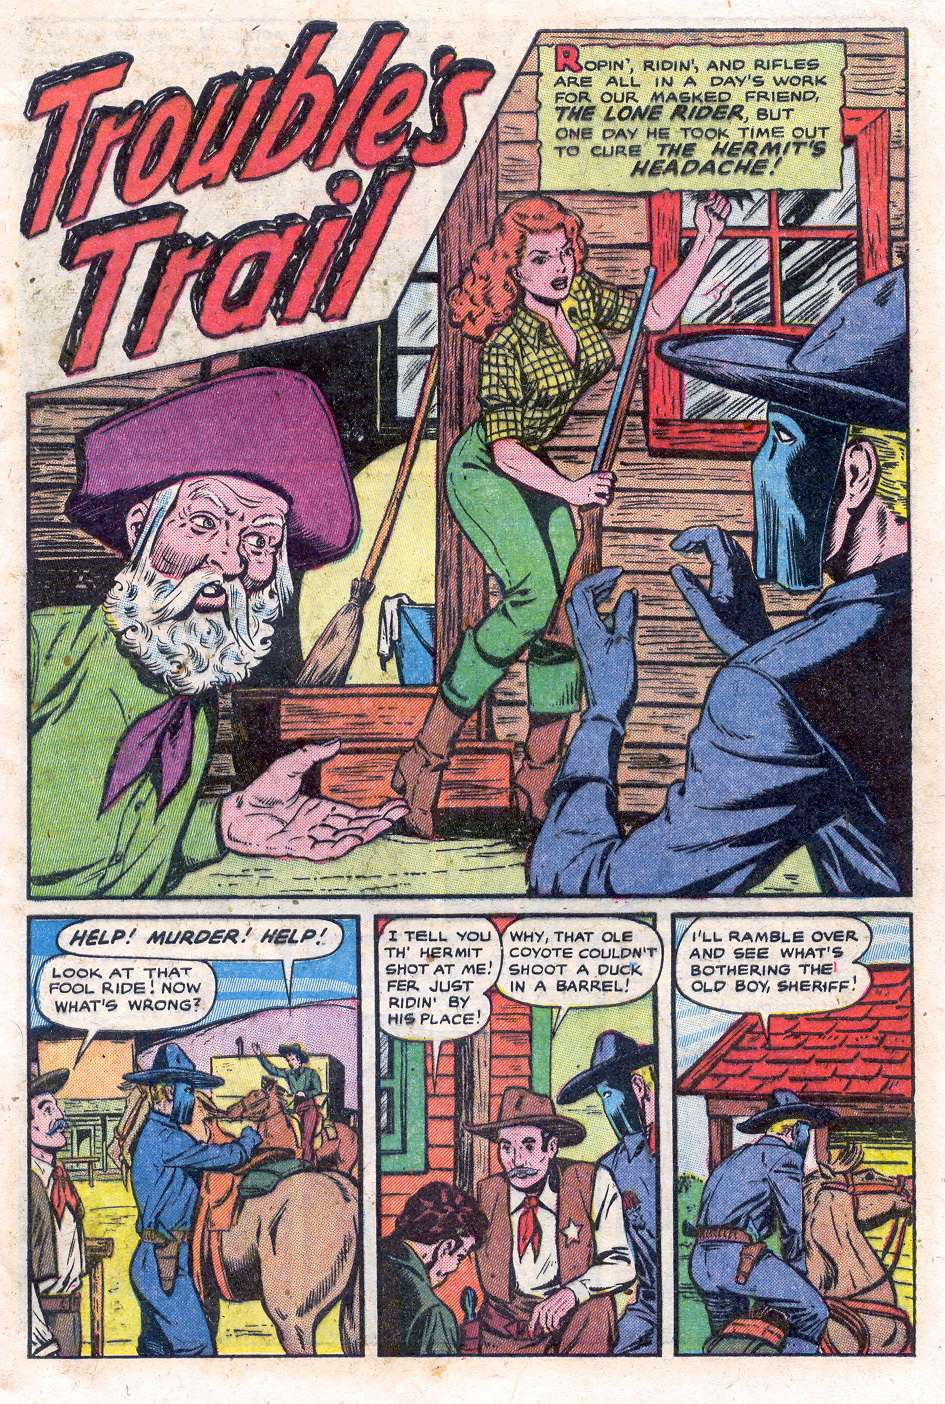 Trouble's
Trail
ROPIN', RIDIN', AND RIFLES
ARE ALL IN A DAY'S WORK
FOR OUR MASKED FRIEND,
THE LONE RIDER, BUT
ONE DAY HE TOOK TIME OUT
TO CURE THE HERMIT'S
HEADACHE!
HELP! MURDER! HELP!
LOOK AT THAT
FOOL RIDE! NOW
WHAT'S WRONG?
I TELL YOU
TH' HERMIT
SHOT AT ME!
FER JUST
RIDIN' BY
HIS PLACE!
WHY, THAT OLE
COYOTE COULDN'T
SHOOT A DUCK
IN A BARREL!
I'LL RAMBLE OVER
AND SEE WHAT'S
BOTHERING THE
OLD BOY, SHERIFF!